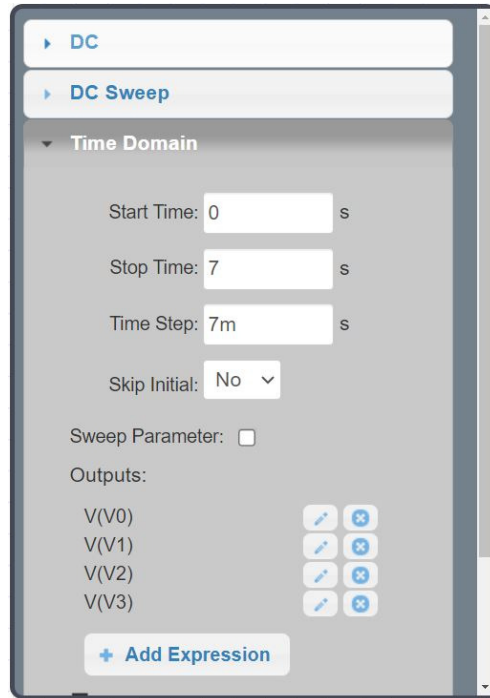 DC
DC Sweep
Time Domain
Start Time: 0 s
Stop Time: 7 s
Time Step: 7m s
Skip Initial: No
Sweep Parameter:
Outputs:
V(V0)
V(V1)
V(V2)
V(V3)
+ Add Expression